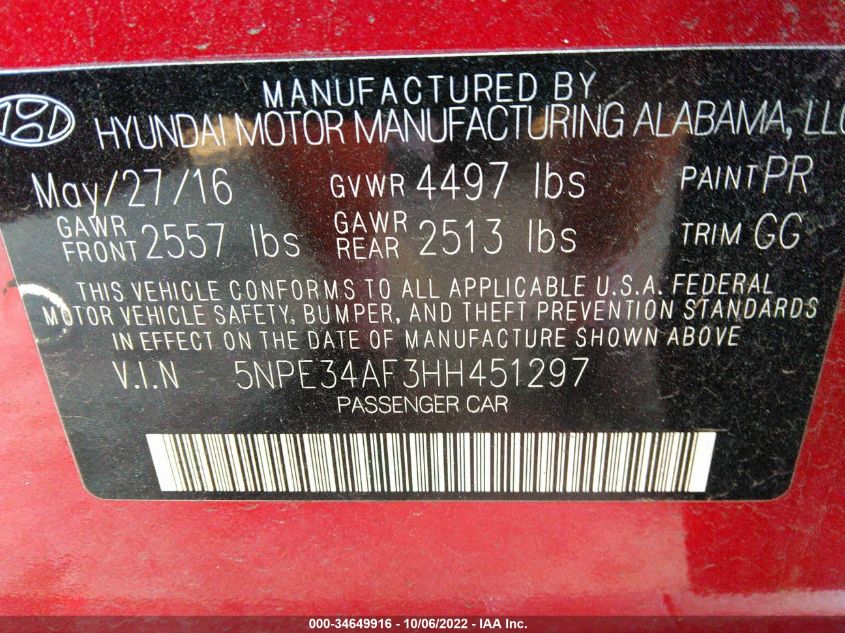 MANUFACTURED BY
HYUNDAI MOTOR MANUFACTURING ALABAMA, LLC
May/27/16 GVWR 4497 lbs PAINT PR
GAWR FRONT 2557 lbs GAWR REAR 2513 lbs TRIM GG
THIS VEHICLE CONFORMS TO ALL APPLICABLE U.S.A. FEDERAL
MOTOR VEHICLE SAFETY, BUMPER, AND THEFT PREVENTION STANDARDS
IN EFFECT ON THE DATE OF MANUFACTURE SHOWN ABOVE
V.I.N 5NPE34AF3HH451297
PASSENGER CAR
000-34649916 - 10/06/2022 - IAA Inc.